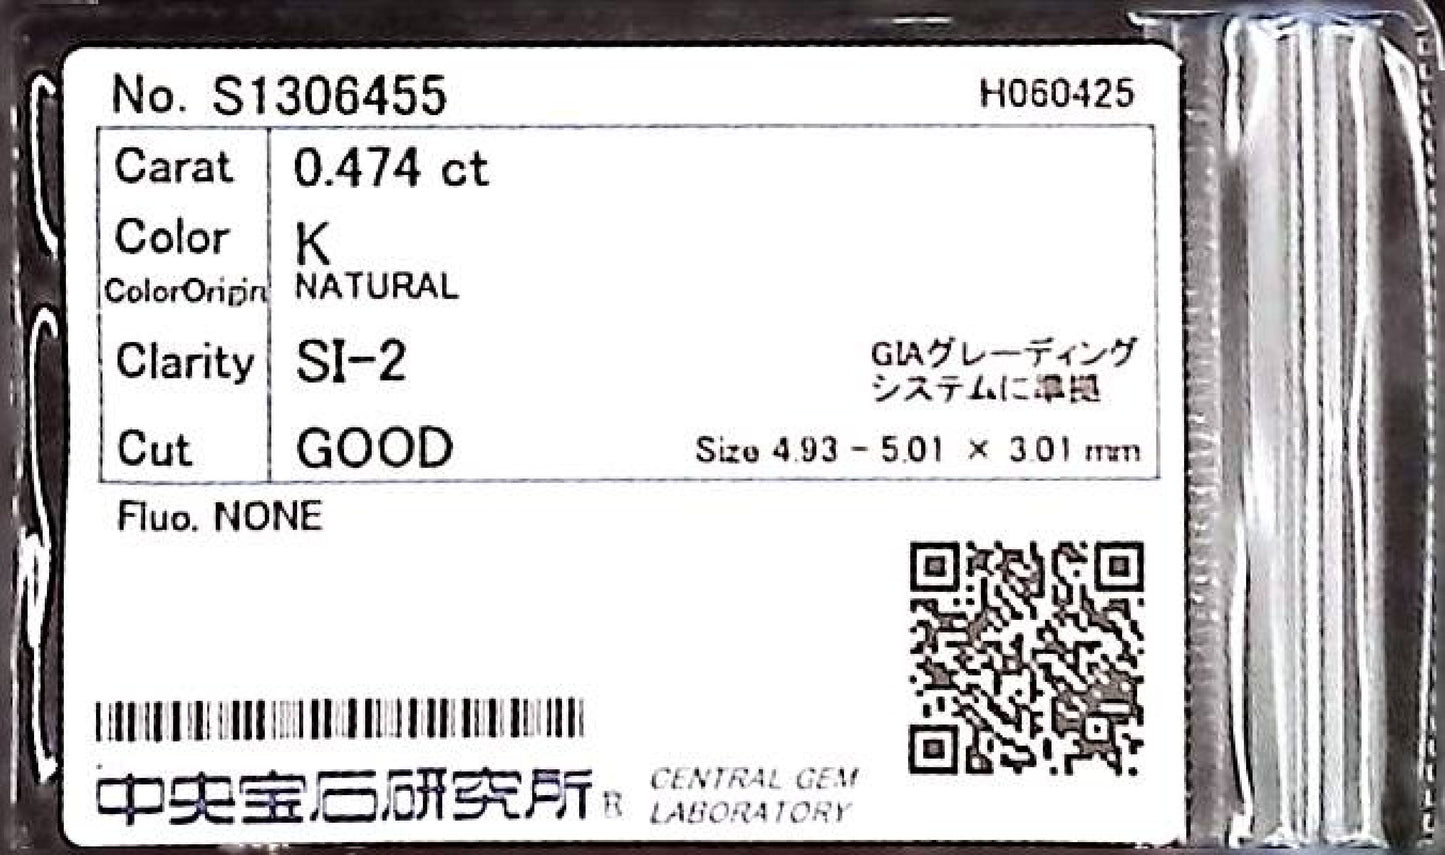 No. S1306455 H060425
Carat 0.474 ct
Color K
ColorOrigin NATURAL
Clarity SI-2
GIAグレーディング
システムに準拠
Cut GOOD Size 4.93 - 5.01 × 3.01 mm
Fluo. NONE
中央宝石研究所® CENTRAL GEM
LABORATORY